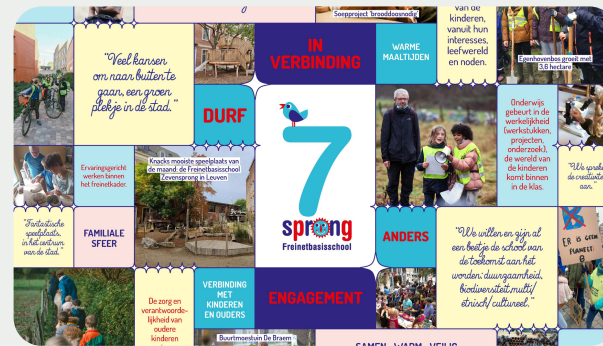 Soepproject 'brooddoosnodig'
van de
kinderen,
vanuit hun
interesses,
leefwereld
en noden.
Egenhovenbos groeit met
3,6 hectare
"Veel kansen
om naar buiten te
gaan, een groen
plekje in de stad."
IN
VERBINDING
WARME
MAALTIJDEN
DURF
Onderwijs
gebeurt in de
werkelijkheid
(werkstukken,
projecten,
onderzoek),
de wereld van
de kinderen
komt binnen
in de klas.
Ervaringsgericht
werken binnen
het freinetkader.
Knacks mooiste speelplaats van
de maand: de Freinetbasisschool
Zevensprong in Leuven
7
sprong
Freinetbasisschool
"We spreken
de creativiteit
aan."
"Fantastische
speelplaats,
in het centrum
van de stad."
FAMILIALE
SFEER
ANDERS
"We willen en zijn al
een beetje de school van
de toekomst aan het
worden: duurzaamheid,
biodiversiteit, multi/
etnisch/ cultureel."
ER IS GEEN
PLANEET
B
De zorg en
verantwoorde-
lijkheid van
oudere
kinderen
VERBINDING
MET
KINDEREN
EN OUDERS
ENGAGEMENT
Buurtmoestuin De Braem
SAMEN WARM VEILIG